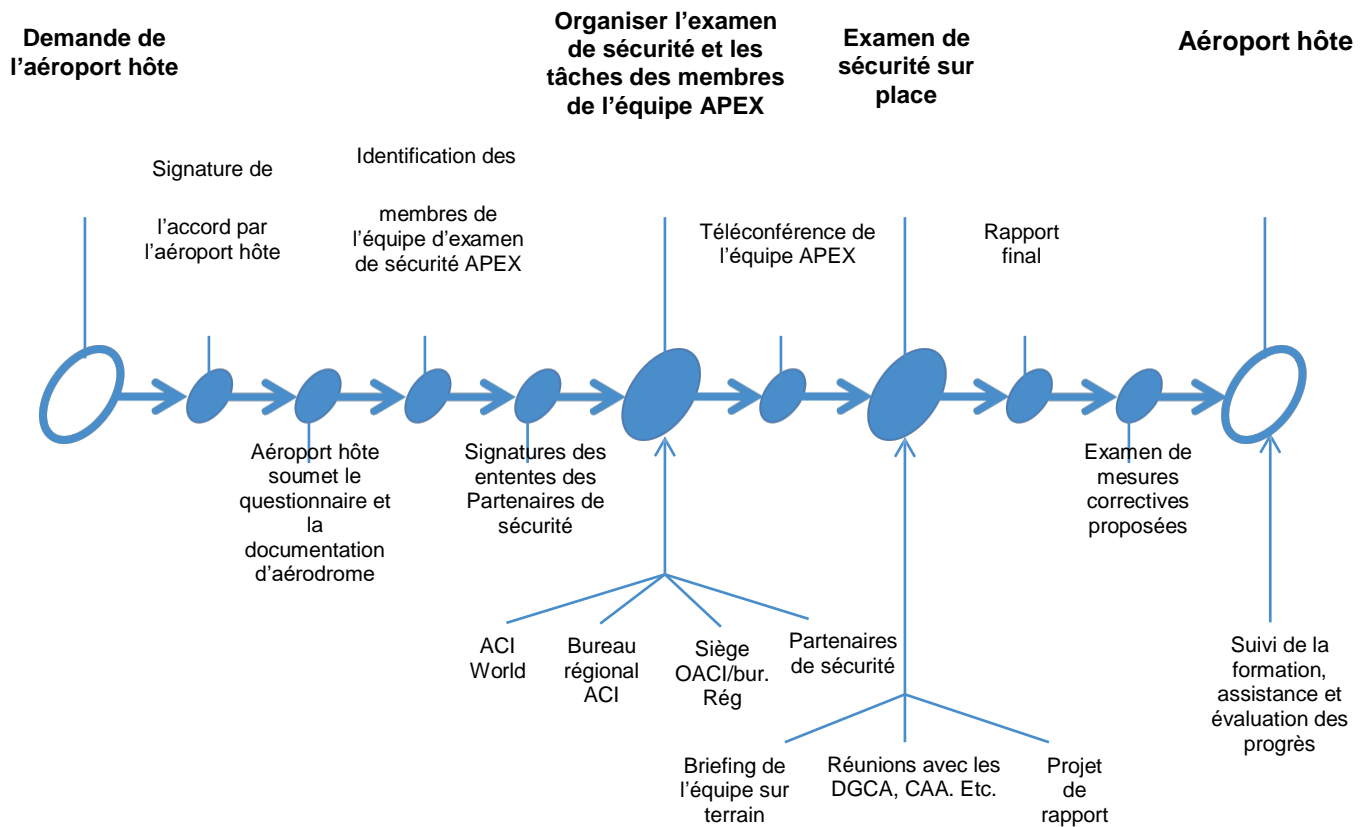 Demande de
l'aéroport hôte
Organiser l'examen
de sécurité et les
tâches des membres
de l'équipe APEX
Examen de
sécurité sur
place
Aéroport hôte
Signature de
l'accord par
l'aéroport hôte
Identification des
membres de
l'équipe d'examen
de sécurité APEX
Téléconférence de
l'équipe APEX
Rapport
final
Aéroport hôte
soumet le
questionnaire et
la
documentation
d'aérodrome
Signatures des
ententes des
Partenaires de
sécurité
Examen de
mesures
correctives
proposées
ACI
World
Bureau
régional
ACI
Siège
OACI/bur.
Rég
Partenaires
de sécurité
Suivi de la
formation,
assistance et
évaluation des
progrès
Briefing de
l'équipe sur
terrain
Réunions avec les
DGCA, CAA. Etc.
Projet
de
rapport